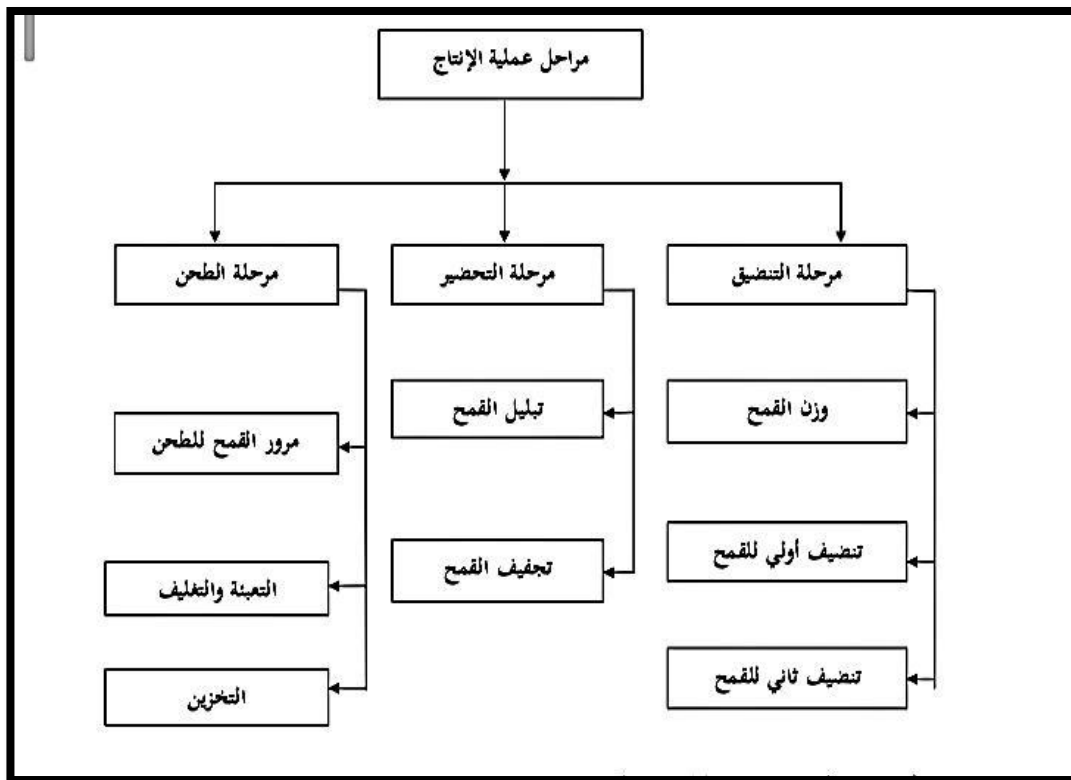 مراحل عملية الإنتاج
مرحلة التنضيق
مرحلة التحضير
مرحلة الطحن
وزن القمح
تنضيف أولي للقمح
تنضيف ثاني للقمح
تبليل القمح
تجفيف القمح
مرور القمح للطحن
التعبئة والتغليف
التخزين